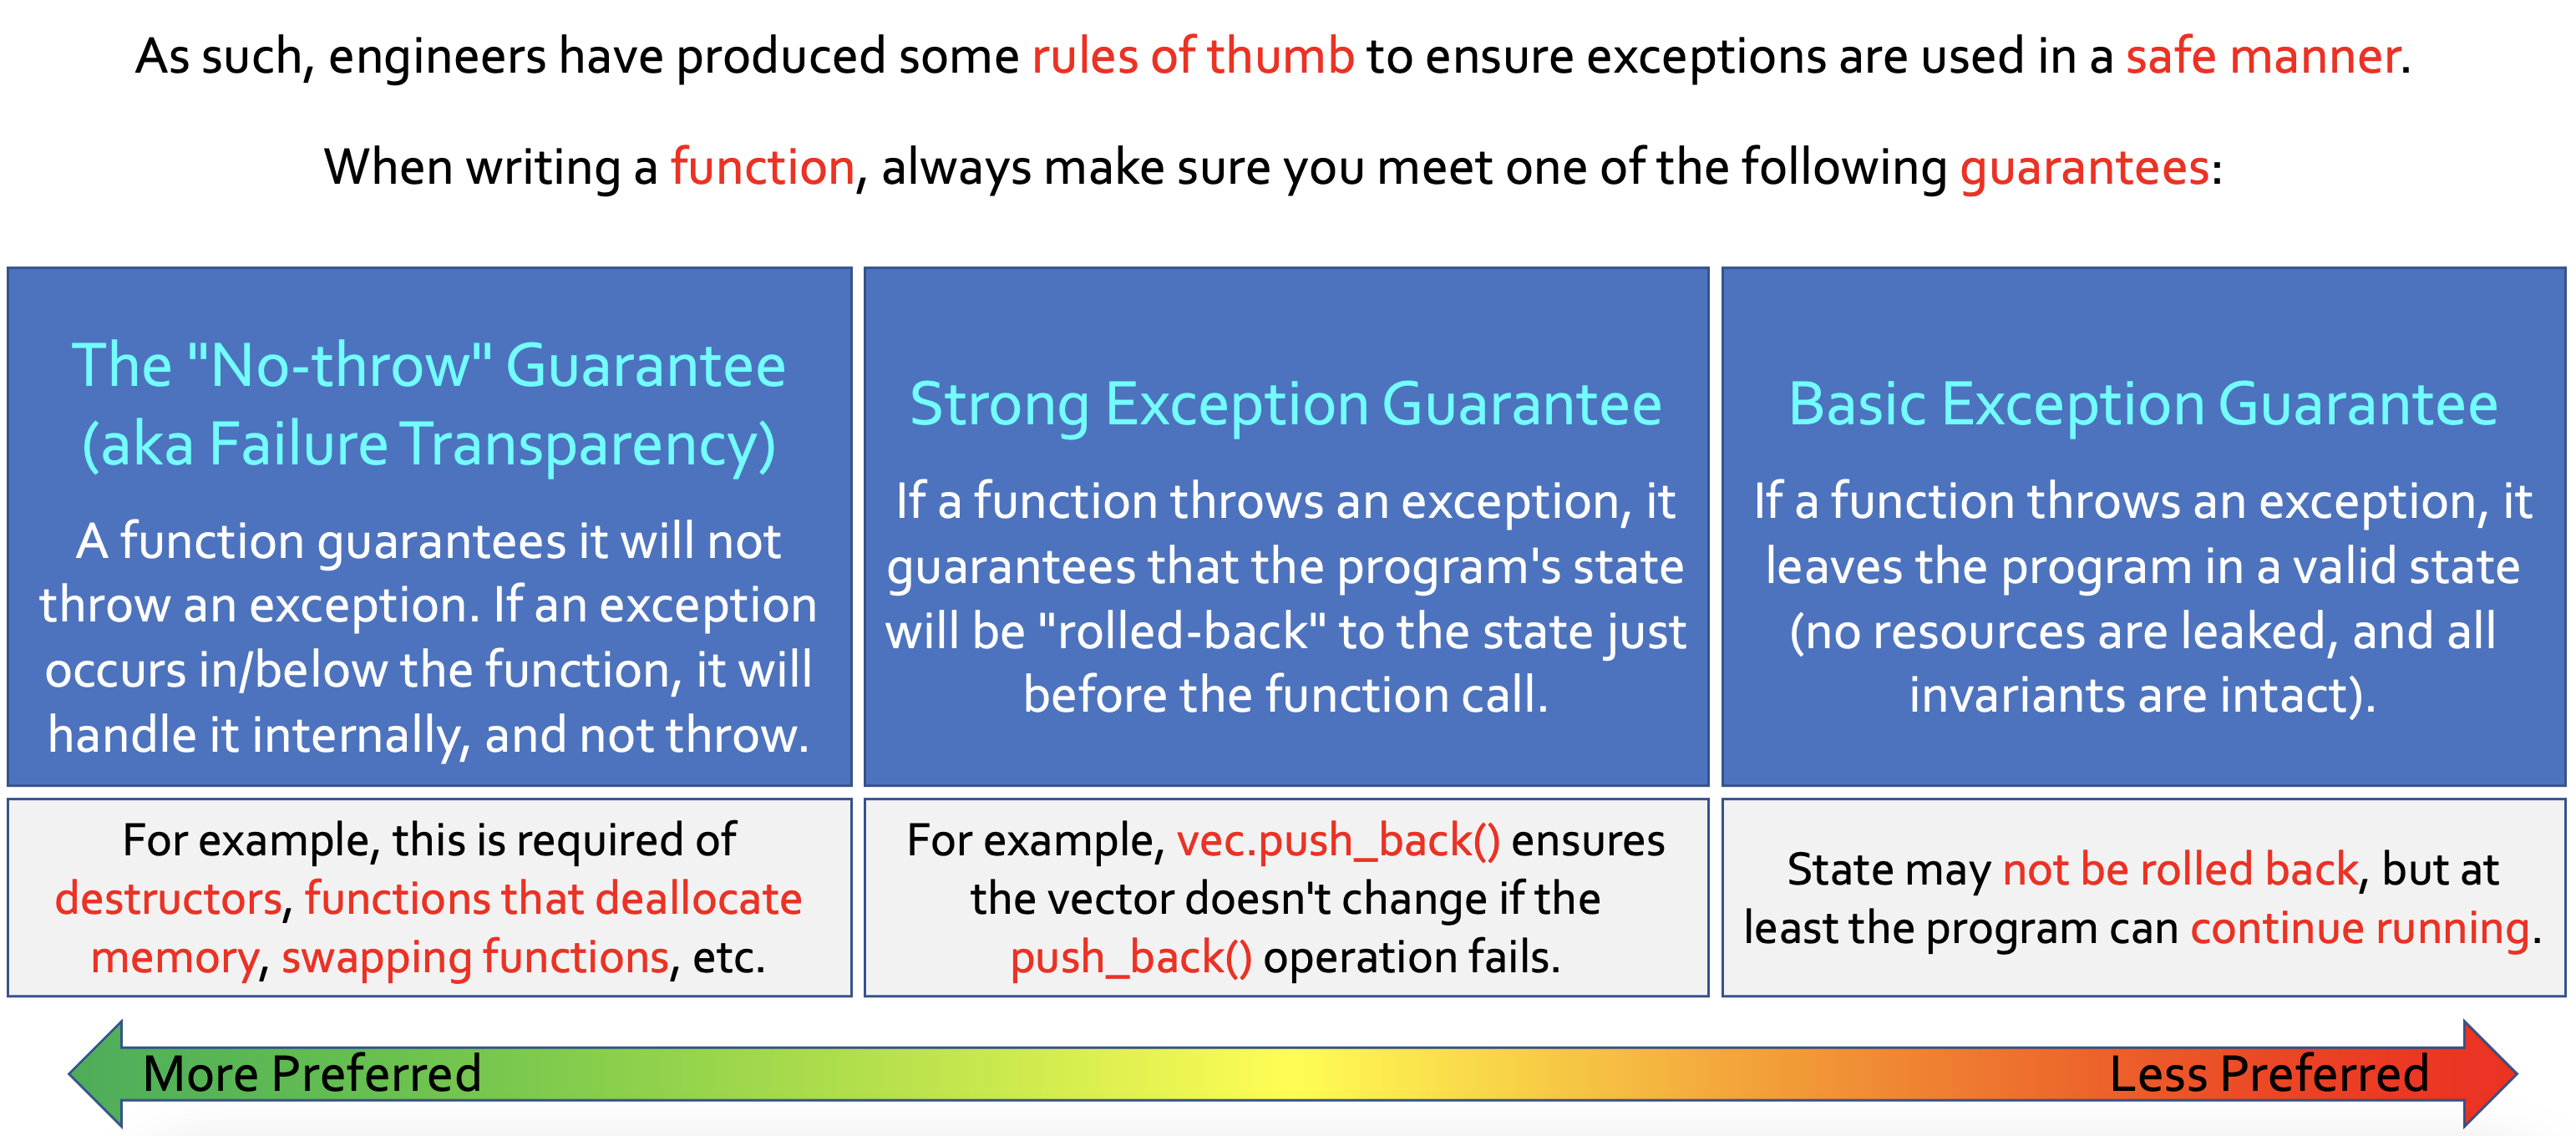 As such, engineers have produced some rules of thumb to ensure exceptions are used in a safe manner.
When writing a function, always make sure you meet one of the following guarantees:
The "No-throw" Guarantee
(aka Failure Transparency)
A function guarantees it will not
throw an exception. If an exception
occurs in/below the function, it will
handle it internally, and not throw.
For example, this is required of
destructors, functions that deallocate
memory, swapping functions, etc.
Strong Exception Guarantee
If a function throws an exception, it
guarantees that the program's state
will be "rolled-back" to the state just
before the function call.
For example, vec.push_back() ensures
the vector doesn't change if the
push_back() operation fails.
Basic Exception Guarantee
If a function throws an exception, it
leaves the program in a valid state
(no resources are leaked, and all
invariants are intact).
State may not be rolled back, but at
least the program can continue running.
More Preferred
Less Preferred